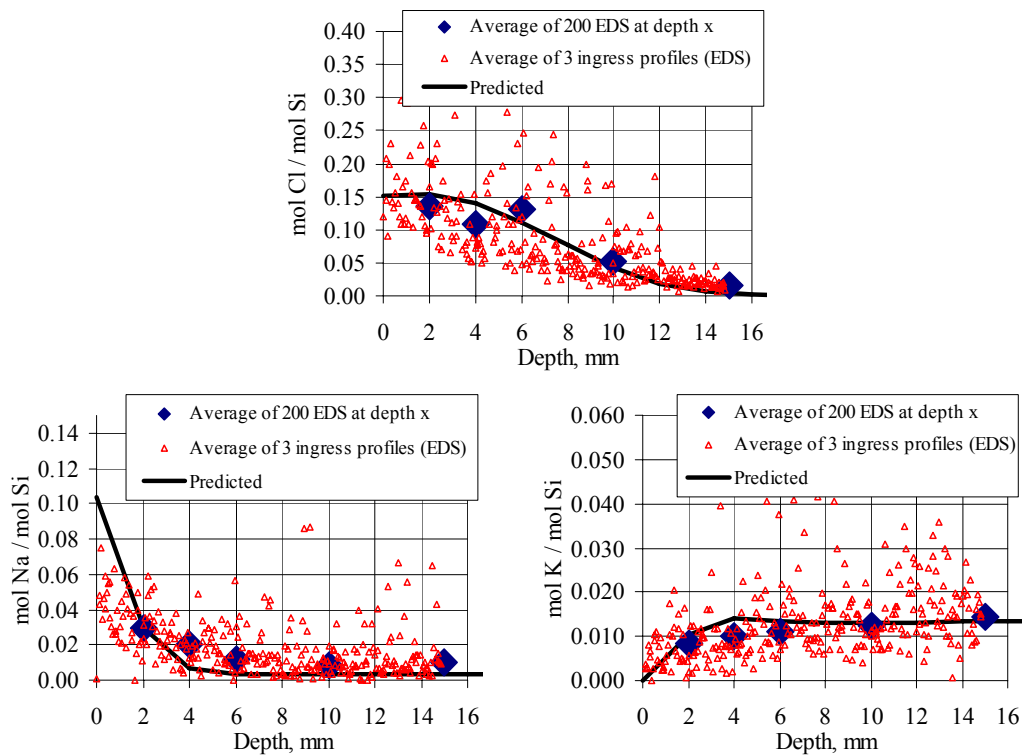 Average of 200 EDS at depth x
Average of 3 ingress profiles (EDS)
Predicted
mol Cl / mol Si
0.40
0.35
0.30
0.25
0.20
0.15
0.10
0.05
0.00
0 2 4 6 8 10 12 14 16
Depth, mm
Average of 200 EDS at depth x
Average of 3 ingress profiles (EDS)
Predicted
mol Na / mol Si
0.14
0.12
0.10
0.08
0.06
0.04
0.02
0.00
0 2 4 6 8 10 12 14 16
Depth, mm
Average of 200 EDS at depth x
Average of 3 ingress profiles (EDS)
Predicted
mol K / mol Si
0.060
0.050
0.040
0.030
0.020
0.010
0.000
0 2 4 6 8 10 12 14 16
Depth, mm